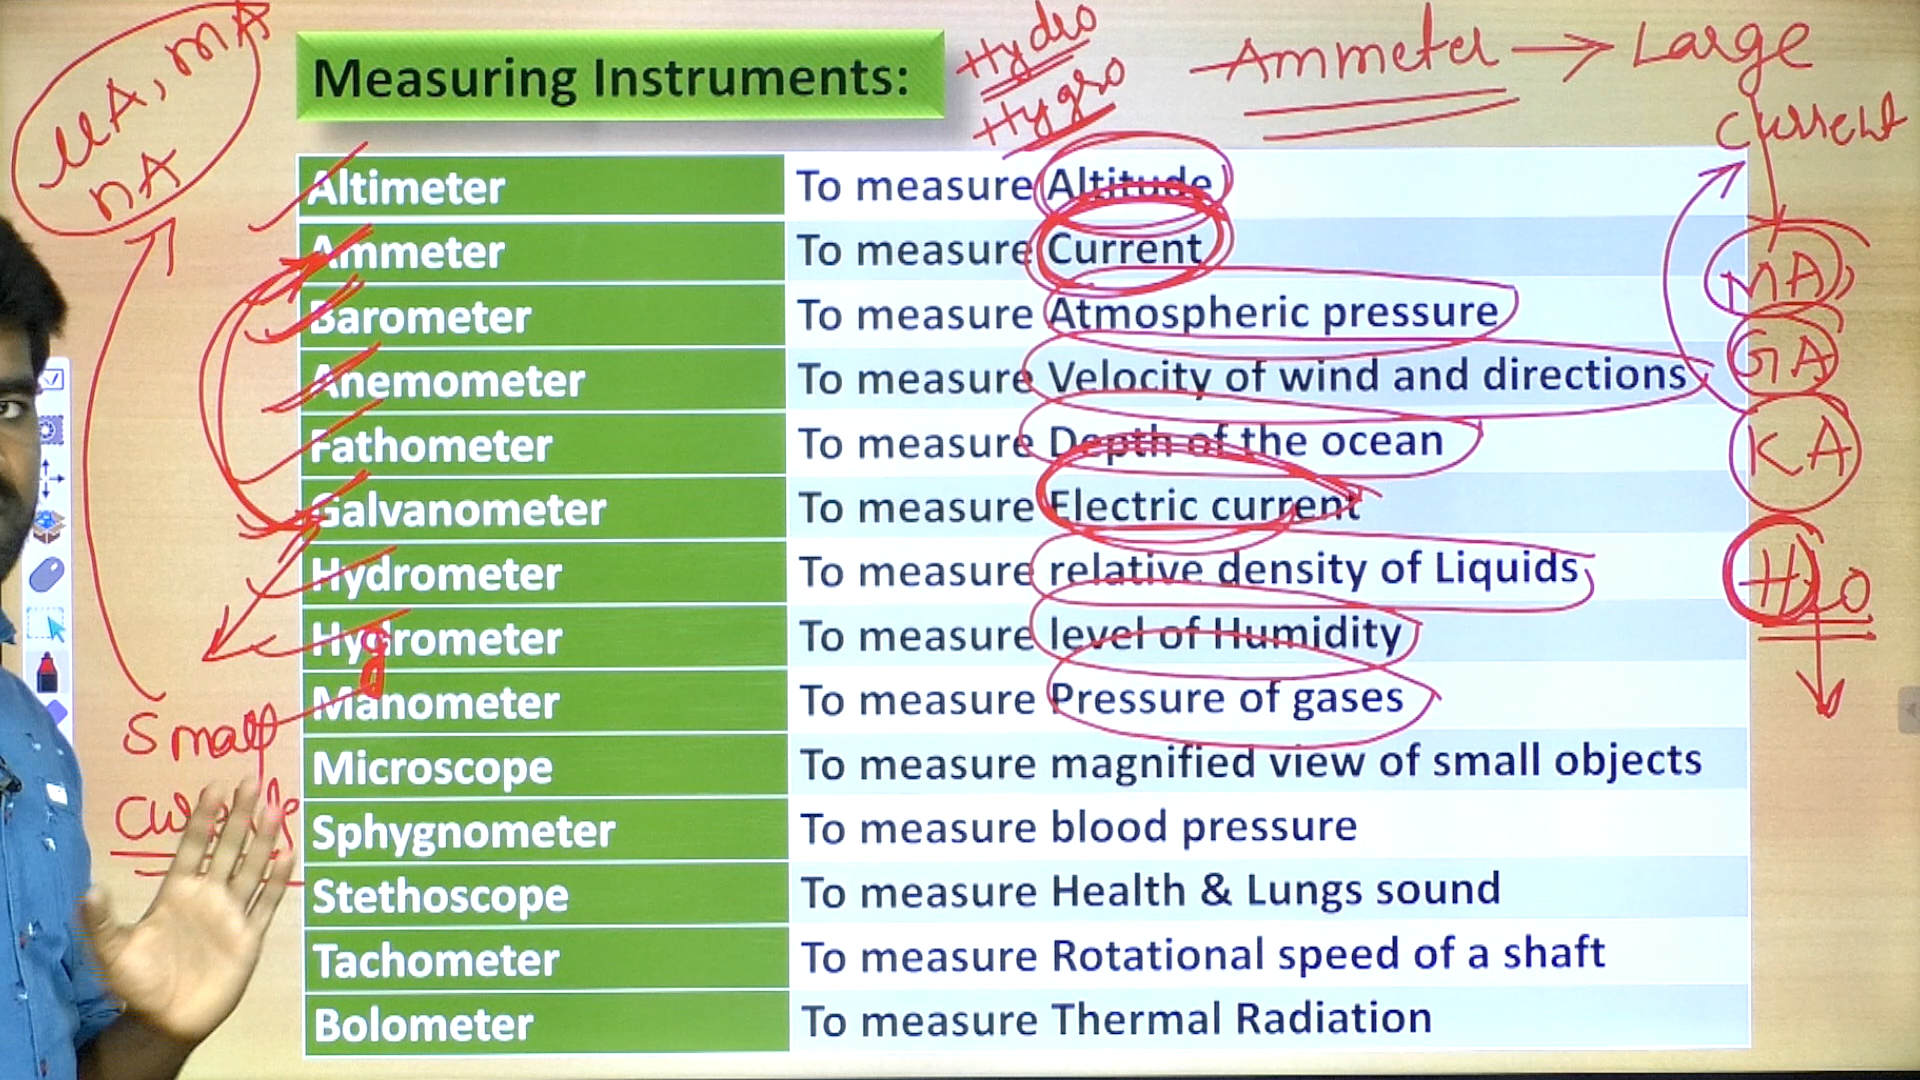 μA, mA
nA
Measuring Instruments:
Hydro
Hygro
Ammeter → Large
current
Altimeter To measure Altitude
Ammeter To measure Current
Barometer To measure Atmospheric pressure
Anemometer To measure Velocity of wind and directions
Fathometer To measure Depth of the ocean
Galvanometer To measure Electric current
Hydrometer To measure relative density of Liquids
Hygrometer To measure level of Humidity
Manometer To measure Pressure of gases
Microscope To measure magnified view of small objects
Sphygnometer To measure blood pressure
Stethoscope To measure Health & Lungs sound
Tachometer To measure Rotational speed of a shaft
Bolometer To measure Thermal Radiation
MA,
GA
KA
H2O
Small